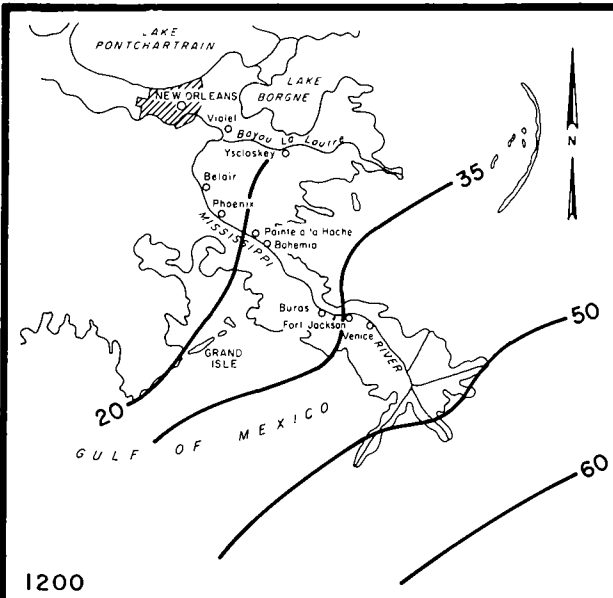 LAKE
PONTCHARTRAIN
LAKE
BORGNE
NEW ORLEANS
Violet
Bayou La Loutre
Yscloskey
N
Belair
35
Phoenix
MISSISSIPPI
Pointe a la Hache
Bohemia
Buras
Fort Jackson
Venice
RIVER
50
GRAND
ISLE
20
GULF OF MEXICO
60
1200